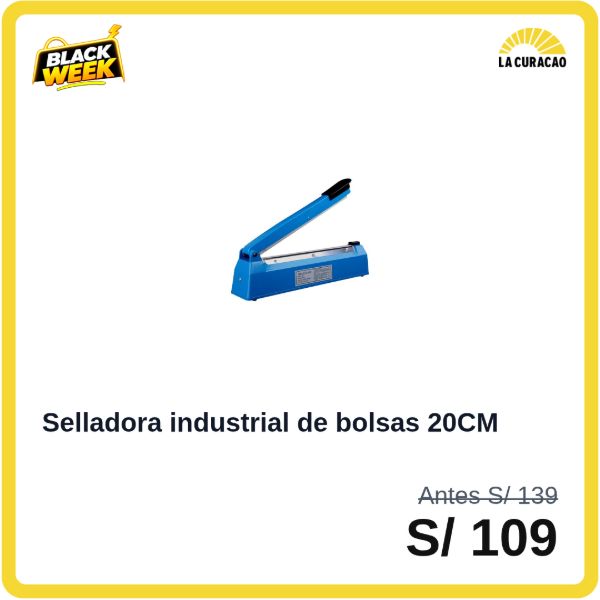 BLACK
WEEK
LA CURACAO
Selladora industrial de bolsas 20CM
Antes S/ 139
S/ 109